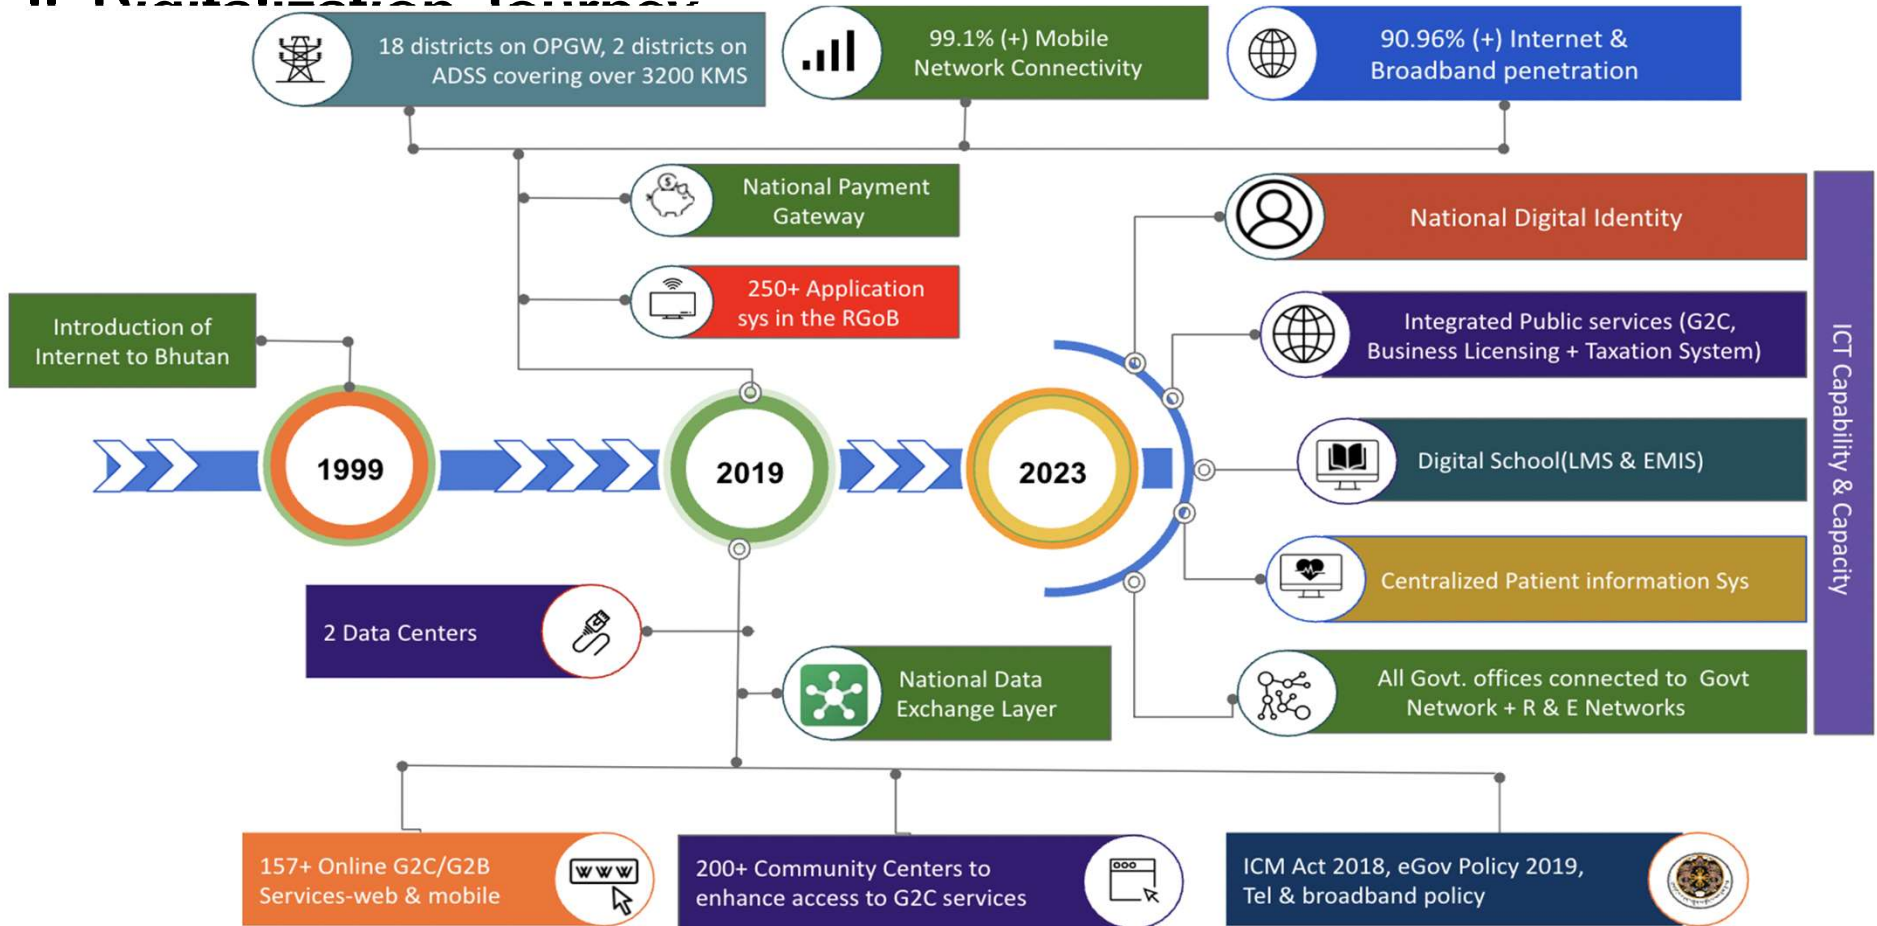 II Digitalization Journey
18 districts on OPGW, 2 districts on
ADSS covering over 3200 KMS
99.1% (+) Mobile
Network Connectivity
90.96% (+) Internet &
Broadband penetration
National Payment
Gateway
250+ Application
sys in the RGoB
Introduction of
Internet to Bhutan
1999
2019
2023
National Digital Identity
Integrated Public services (G2C,
Business Licensing + Taxation System)
Digital School(LMS & EMIS)
Centralized Patient information Sys
All Govt. offices connected to Govt
Network + R & E Networks
ICT Capability & Capacity
2 Data Centers
National Data
Exchange Layer
157+ Online G2C/G2B
Services-web & mobile
WWW
200+ Community Centers to
enhance access to G2C services
ICM Act 2018, eGov Policy 2019,
Tel & broadband policy